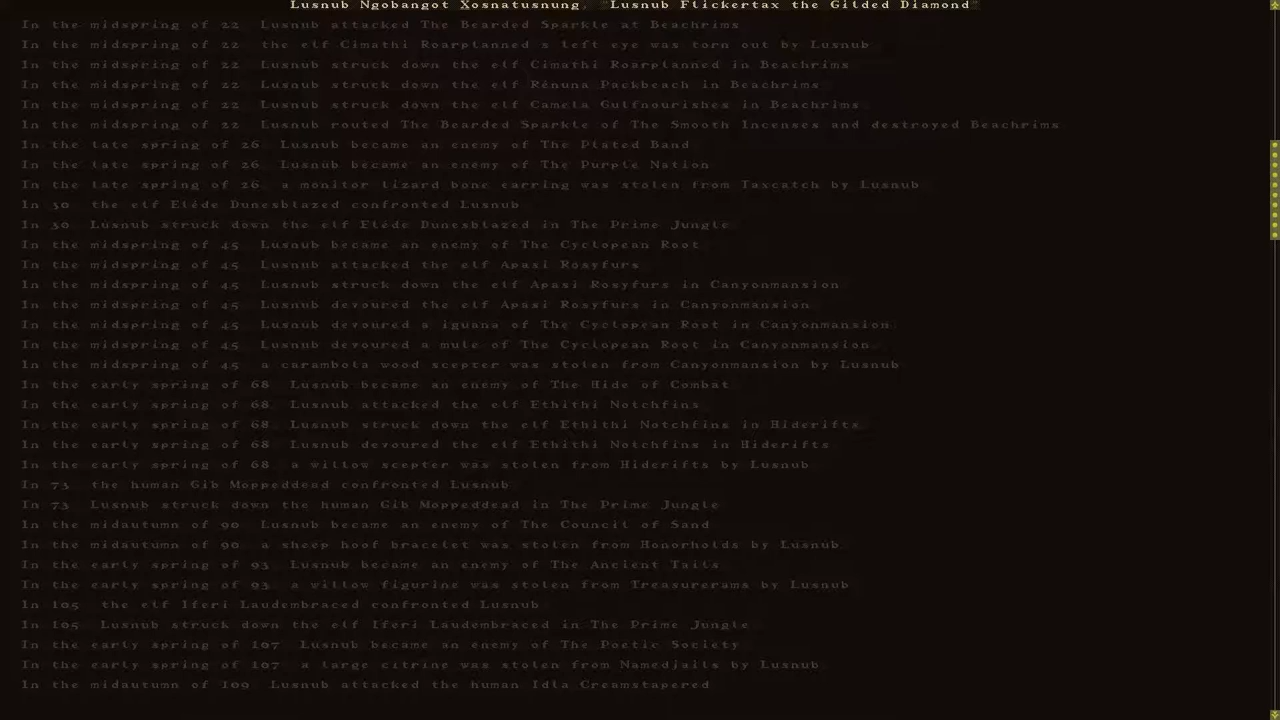 Lusnub Ngobangot Xosnatusnung, "Lusnub Flickertax the Gilded Diamond"
In the midspring of 22 Lusnub attacked The Bearded Sparkle at Beachrims
In the midspring of 22 the elf Cimathi Roarplanned s left eye was torn out by Lusnub
In the midspring of 22 Lusnub struck down the elf Cimathi Roarplanned in Beachrims
In the midspring of 22 Lusnub struck down the elf Rénuna Packbeach in Beachrims
In the midspring of 22 Lusnub struck down the elf Camela Gulfnourishes in Beachrims
In the midspring of 22 Lusnub routed The Bearded Sparkle of The Smooth Incenses and destroyed Beachrims
In the late spring of 26 Lusnub became an enemy of The Plated Band
In the late spring of 26 Lusnub became an enemy of The Purple Nation
In the late spring of 26 a monitor lizard bone earring was stolen from Taxcatch by Lusnub
In 30 the elf Eléde Dunesblazed confronted Lusnub
In 30 Lusnub struck down the elf Eléde Dunesblazed in The Prime Jungle
In the midspring of 45 Lusnub became an enemy of The Cyclopean Root
In the midspring of 45 Lusnub attacked the elf Apasi Rosyfurs
In the midspring of 45 Lusnub struck down the elf Apasi Rosyfurs in Canyonmansion
In the midspring of 45 Lusnub devoured the elf Apasi Rosyfurs in Canyonmansion
In the midspring of 45 Lusnub devoured a iguana of The Cyclopean Root in Canyonmansion
In the midspring of 45 Lusnub devoured a mule of The Cyclopean Root in Canyonmansion
In the midspring of 45 a carambola wood scepter was stolen from Canyonmansion by Lusnub
In the early spring of 68 Lusnub became an enemy of The Hide of Combat
In the early spring of 68 Lusnub attacked the elf Ethithi Notchfins
In the early spring of 68 Lusnub struck down the elf Ethithi Notchfins in Hiderifts
In the early spring of 68 Lusnub devoured the elf Ethithi Notchfins in Hiderifts
In the early spring of 68 a willow scepter was stolen from Hiderifts by Lusnub
In 73 the human Gib Moppeddead confronted Lusnub
In 73 Lusnub struck down the human Gib Moppeddead in The Prime Jungle
In the midautumn of 90 Lusnub became an enemy of The Council of Sand
In the midautumn of 90 a sheep hoof bracelet was stolen from Honorholds by Lusnub
In the early spring of 93 Lusnub became an enemy of The Ancient Tails
In the early spring of 93 a willow figurine was stolen from Treasurerams by Lusnub
In 105 the elf Iferi Laudembraced confronted Lusnub
In 105 Lusnub struck down the elf Iferi Laudembraced in The Prime Jungle
In the early spring of 107 Lusnub became an enemy of The Poetic Society
In the early spring of 107 a large citrine was stolen from Namedjails by Lusnub
In the midautumn of 109 Lusnub attacked the human Idla Creamstapered